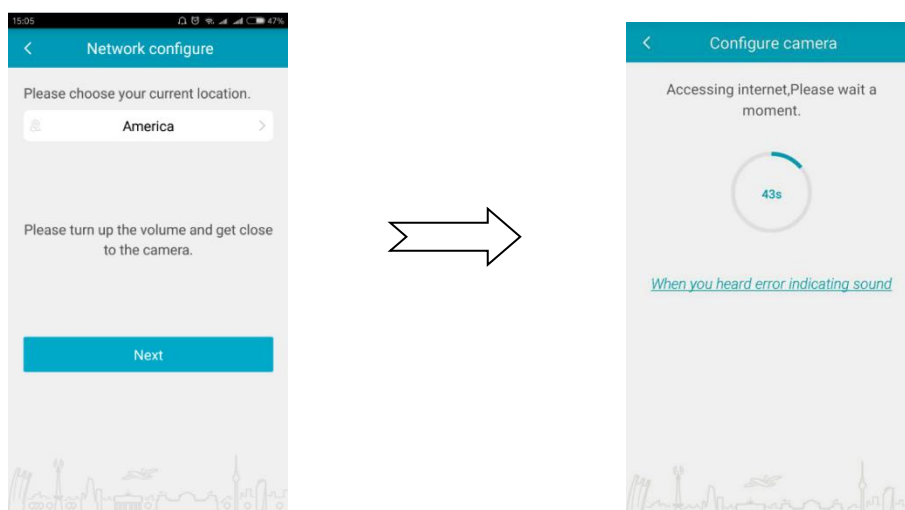 15:05 47%
Network configure
Please choose your current location.
America
Please turn up the volume and get close
to the camera.
Next
Configure camera
Accessing internet,Please wait a
moment.
43s
When you heard error indicating sound